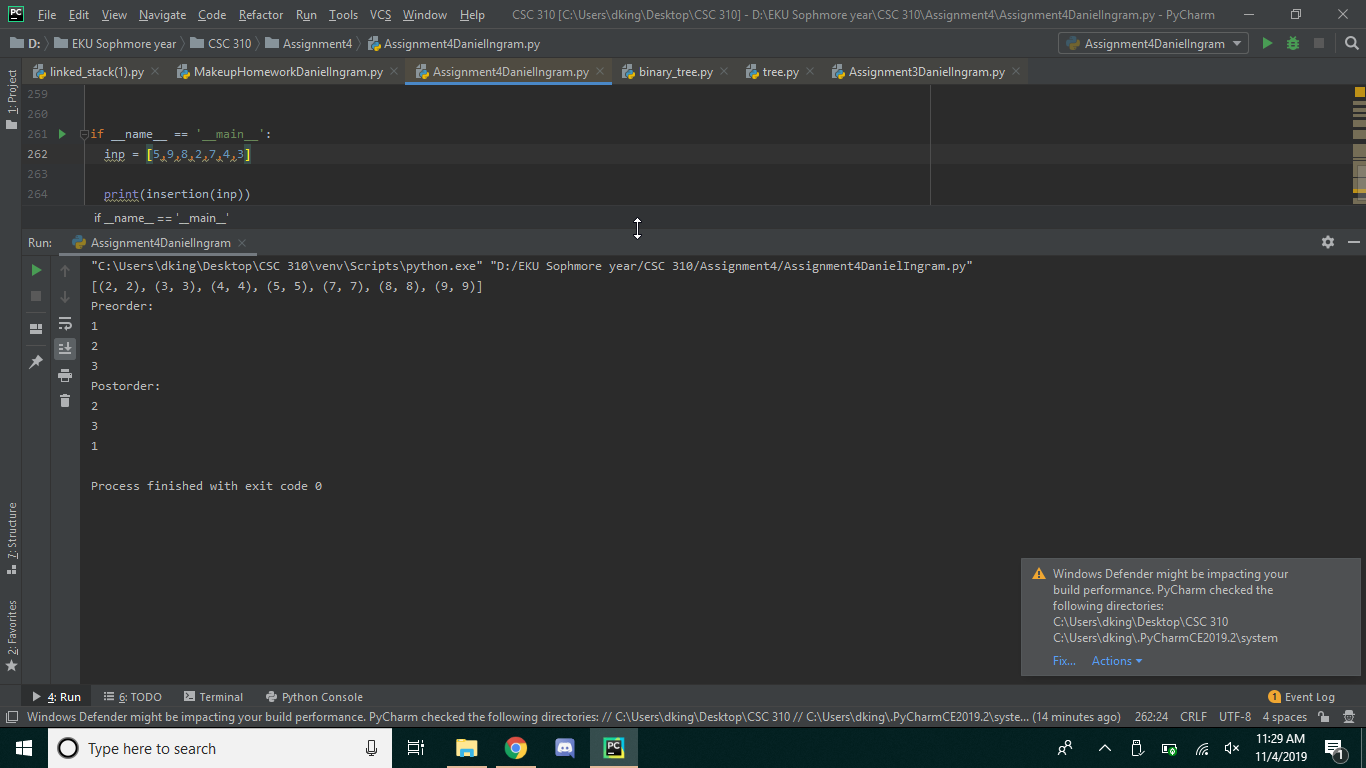 PC File Edit View Navigate Code Refactor Run Tools VCS Window Help CSC 310 [C:\Users\dking\Desktop\CSC 310] - D:\EKU Sophmore year\CSC 310\Assignment4\Assignment4DanielIngram.py - PyCharm
D: EKU Sophmore year CSC 310 Assignment4 Assignment4DanielIngram.py Assignment4DanielIngram
linked_stack(1).py MakeupHomeworkDanielIngram.py Assignment4DanielIngram.py binary_tree.py tree.py Assignment3DanielIngram.py
1: Project
259
260
261 if __name__ == '__main__':
262 inp = [5,9,8,2,7,4,3]
263
264 print(insertion(inp))
if __name__ == '__main__'
Run: Assignment4DanielIngram
"C:\Users\dking\Desktop\CSC 310\venv\Scripts\python.exe" "D:/EKU Sophmore year/CSC 310/Assignment4/Assignment4DanielIngram.py"
[(2, 2), (3, 3), (4, 4), (5, 5), (7, 7), (8, 8), (9, 9)]
Preorder:
1
2
3
Postorder:
2
3
1
Process finished with exit code 0
7: Structure
2: Favorites
Windows Defender might be impacting your
build performance. PyCharm checked the
following directories:
C:\Users\dking\Desktop\CSC 310
C:\Users\dking\.PyCharmCE2019.2\system
Fix... Actions
4: Run 6: TODO Terminal Python Console 1 Event Log
Windows Defender might be impacting your build performance. PyCharm checked the following directories: // C:\Users\dking\Desktop\CSC 310 // C:\Users\dking\.PyCharmCE2019.2\syste... (14 minutes ago) 262:24 CRLF UTF-8 4 spaces
Type here to search PC 11:29 AM
11/4/2019 1